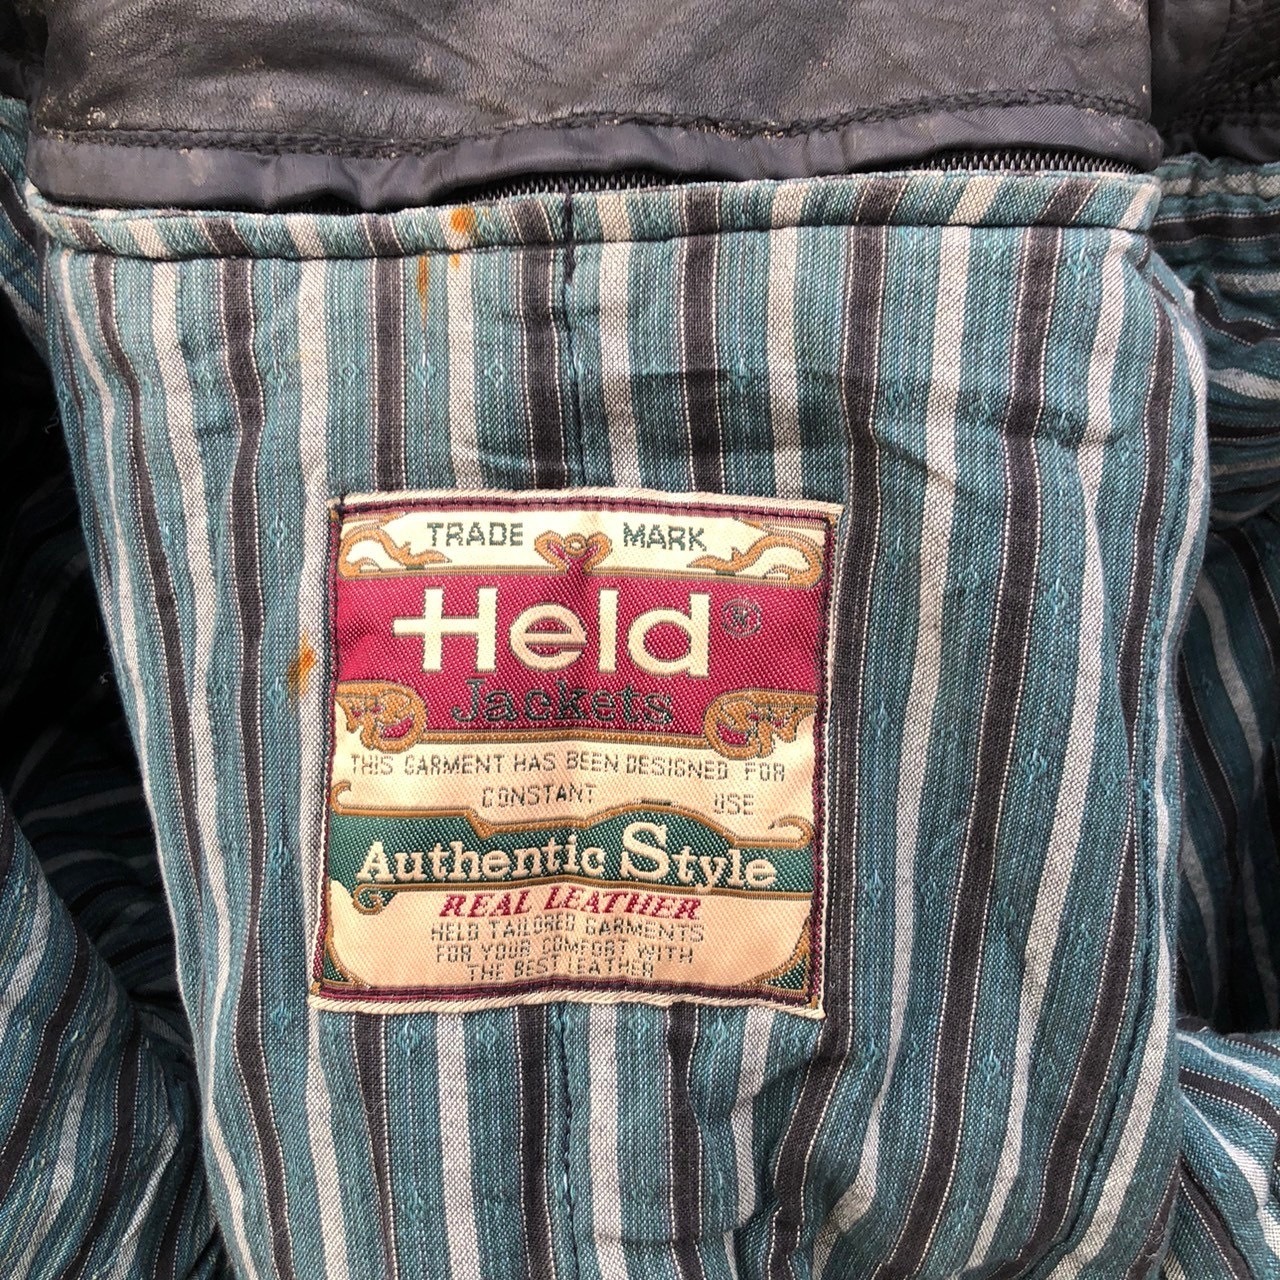 TRADE MARK
Held®
Jackets
THIS GARMENT HAS BEEN DESIGNED FOR
CONSTANT USE
Authentic Style
REAL LEATHER
HELD TAILORED GARMENTS
FOR YOUR COMFORT WITH
THE BEST LEATHER